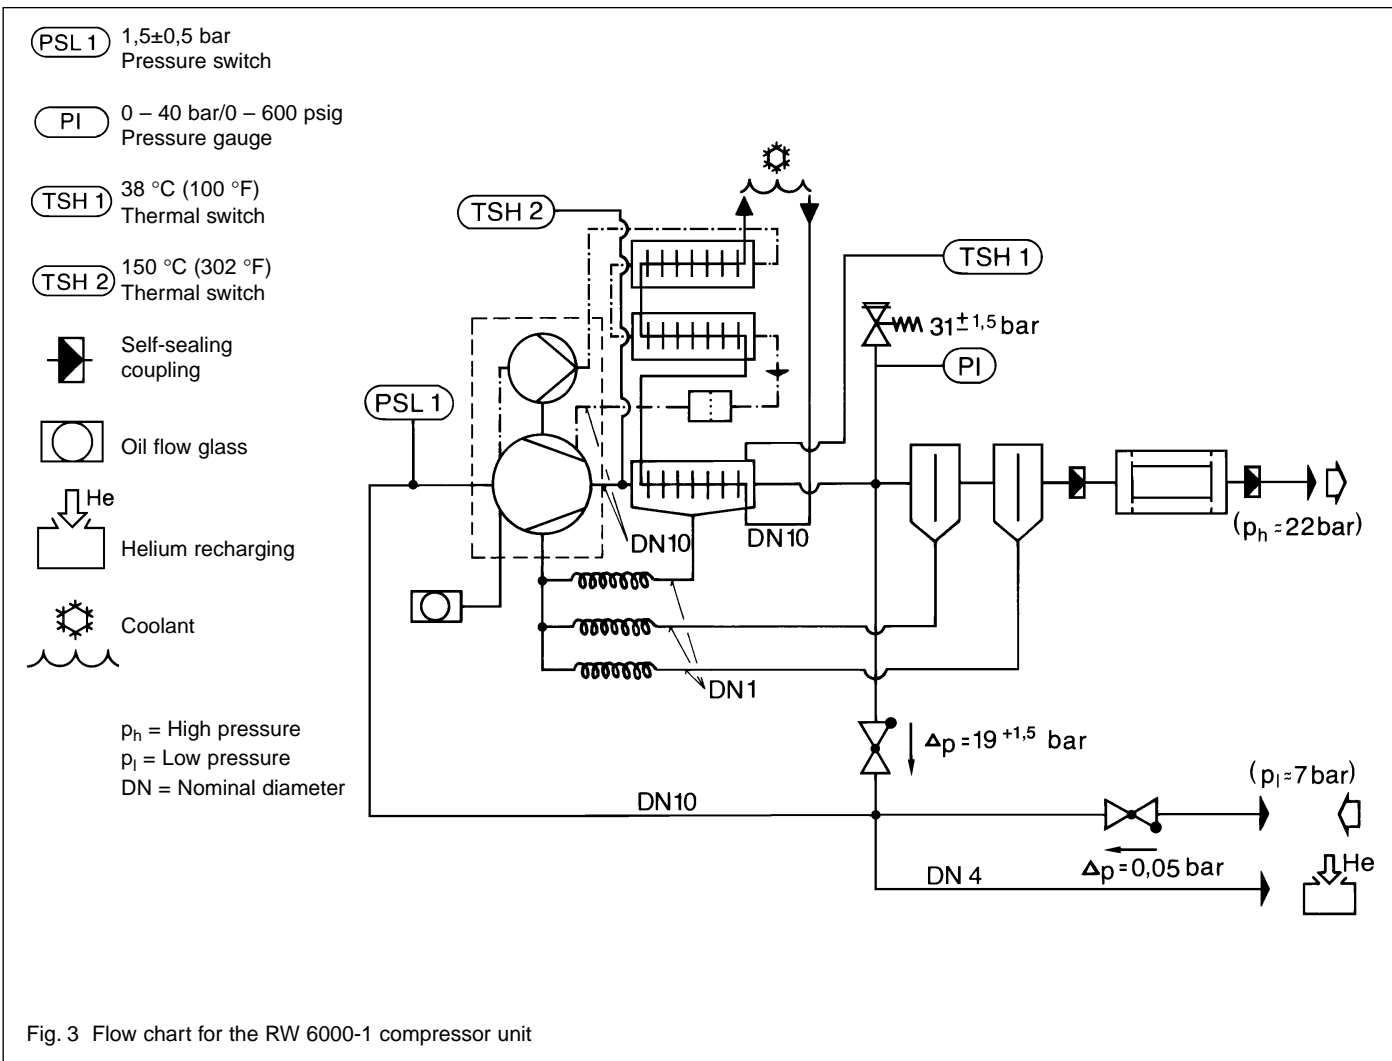 PSL 1
1,5±0,5 bar
Pressure switch
PI
0 – 40 bar/0 – 600 psig
Pressure gauge
TSH 1
38 °C (100 °F)
Thermal switch
TSH 2
150 °C (302 °F)
Thermal switch
Self-sealing
coupling
Oil flow glass
He
Helium recharging
Coolant
ph = High pressure
pl = Low pressure
DN = Nominal diameter
TSH 2
TSH 1
31±1,5 bar
PI
PSL 1
DN10
DN10
(ph ≈ 22 bar)
DN1
Δp = 19 +1,5 bar
(pl ≈ 7 bar)
DN10
Δp = 0,05 bar
DN 4
He
Fig. 3 Flow chart for the RW 6000-1 compressor unit